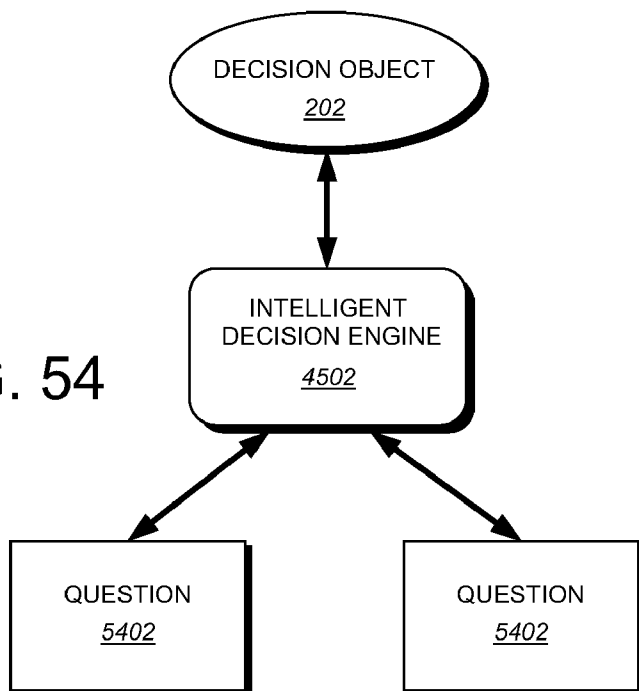 DECISION OBJECT
202
INTELLIGENT
DECISION ENGINE
4502
. 54
QUESTION
5402
QUESTION
5402